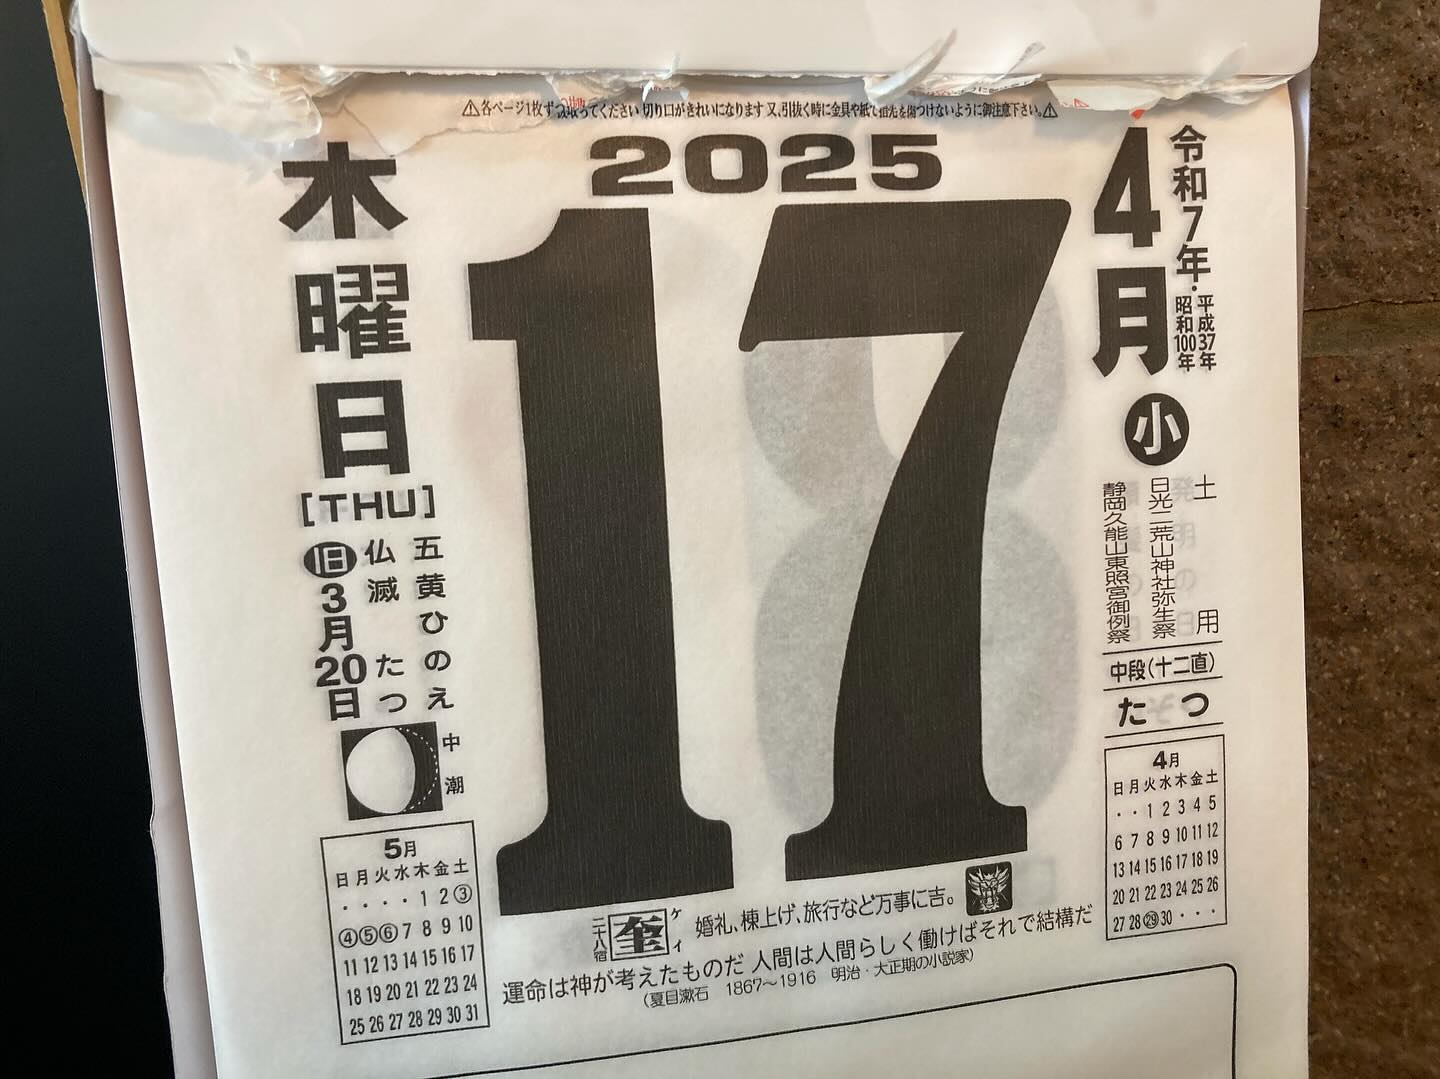 ⚠各ページ1枚ずつ取ってください 切り口がきれいになります 又、引抜く時に金具や紙で指先を傷つけないように御注意下さい。⚠
2025
令和7年・平成37年
昭和100年
4月
小
土用
日光二荒山神社弥生祭
静岡久能山東照宮御例祭
中段(十二直)
たつ
4月
日月火水木金土
・・1 2 3 4 5
6 7 8 9 10 11 12
13 14 15 16 17 18 19
20 21 22 23 24 25 26
27 28 ㉙ 30・・・
17
木曜日
[THU]
五黄ひのえ
仏滅 たつ
旧3月20日
中潮
5月
日月火水木金土
・・・・1 2 ③
④ ⑤ ⑥ 7 8 9 10
11 12 13 14 15 16 17
18 19 20 21 22 23 24
25 26 27 28 29 30 31
二十八宿 奎 ケイ 婚礼、棟上げ、旅行など万事に吉。
運命は神が考えたものだ 人間は人間らしく働けばそれで結構だ
(夏目漱石 1867〜1916 明治・大正期の小説家)